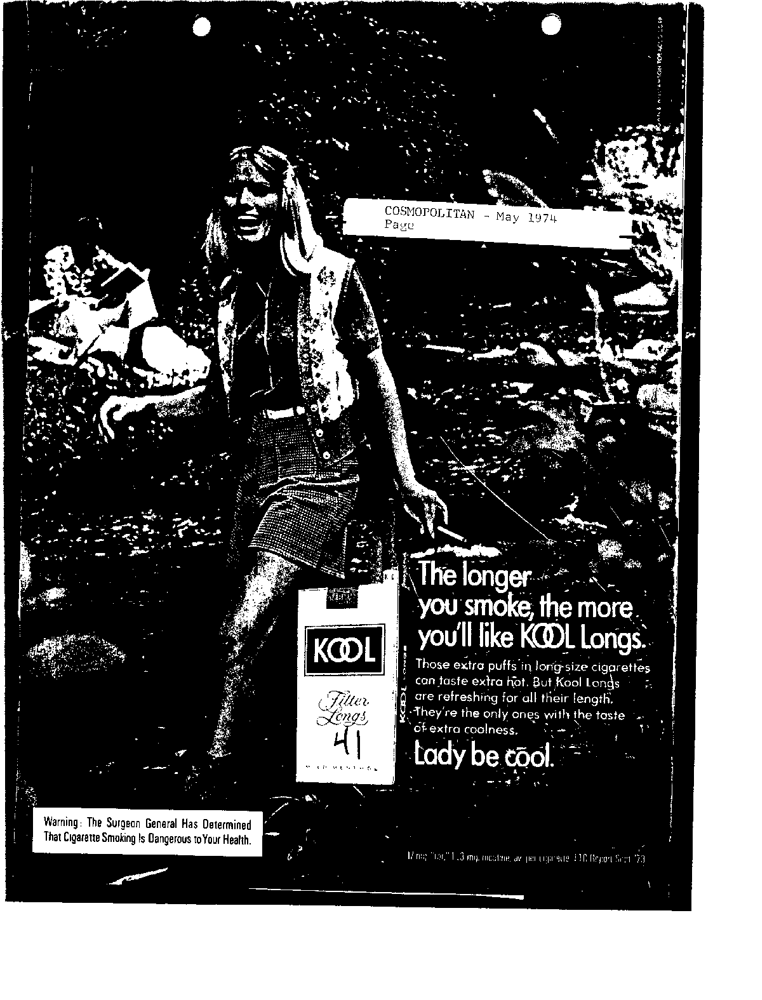 COSMOPOLITAN - May 1974
Page
The longer
you smoke, the more
you'll like KOOL Longs.
Those extra puffs in long-size cigarettes
can taste extra hot. But Kool Longs
are refreshing for all their length.
They're the only ones with the taste
of extra coolness.
Lady be cool.
KOOL
Filter
Longs
41
MILD MENTHOL
KOOL LONGS
Warning: The Surgeon General Has Determined
That Cigarette Smoking Is Dangerous to Your Health.
mg. "tar," 1.3 mg. nicotine, av. per cigarette, FTC Report Sept. '73